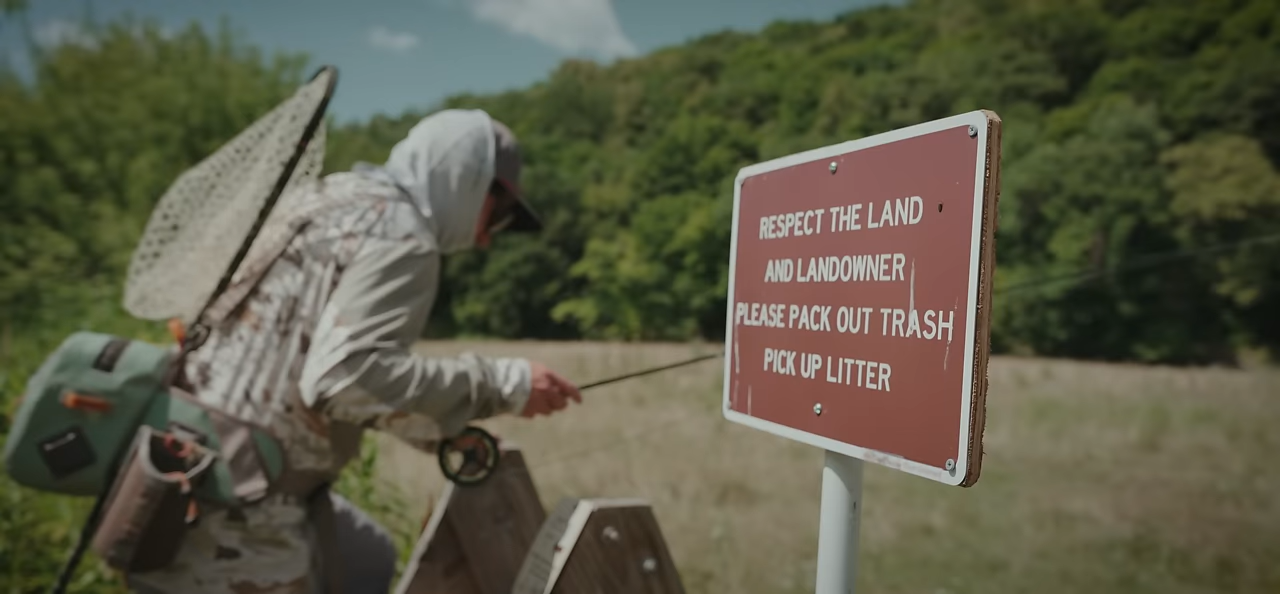 RESPECT THE LAND
AND LANDOWNER
PLEASE PACK OUT TRASH
PICK UP LITTER